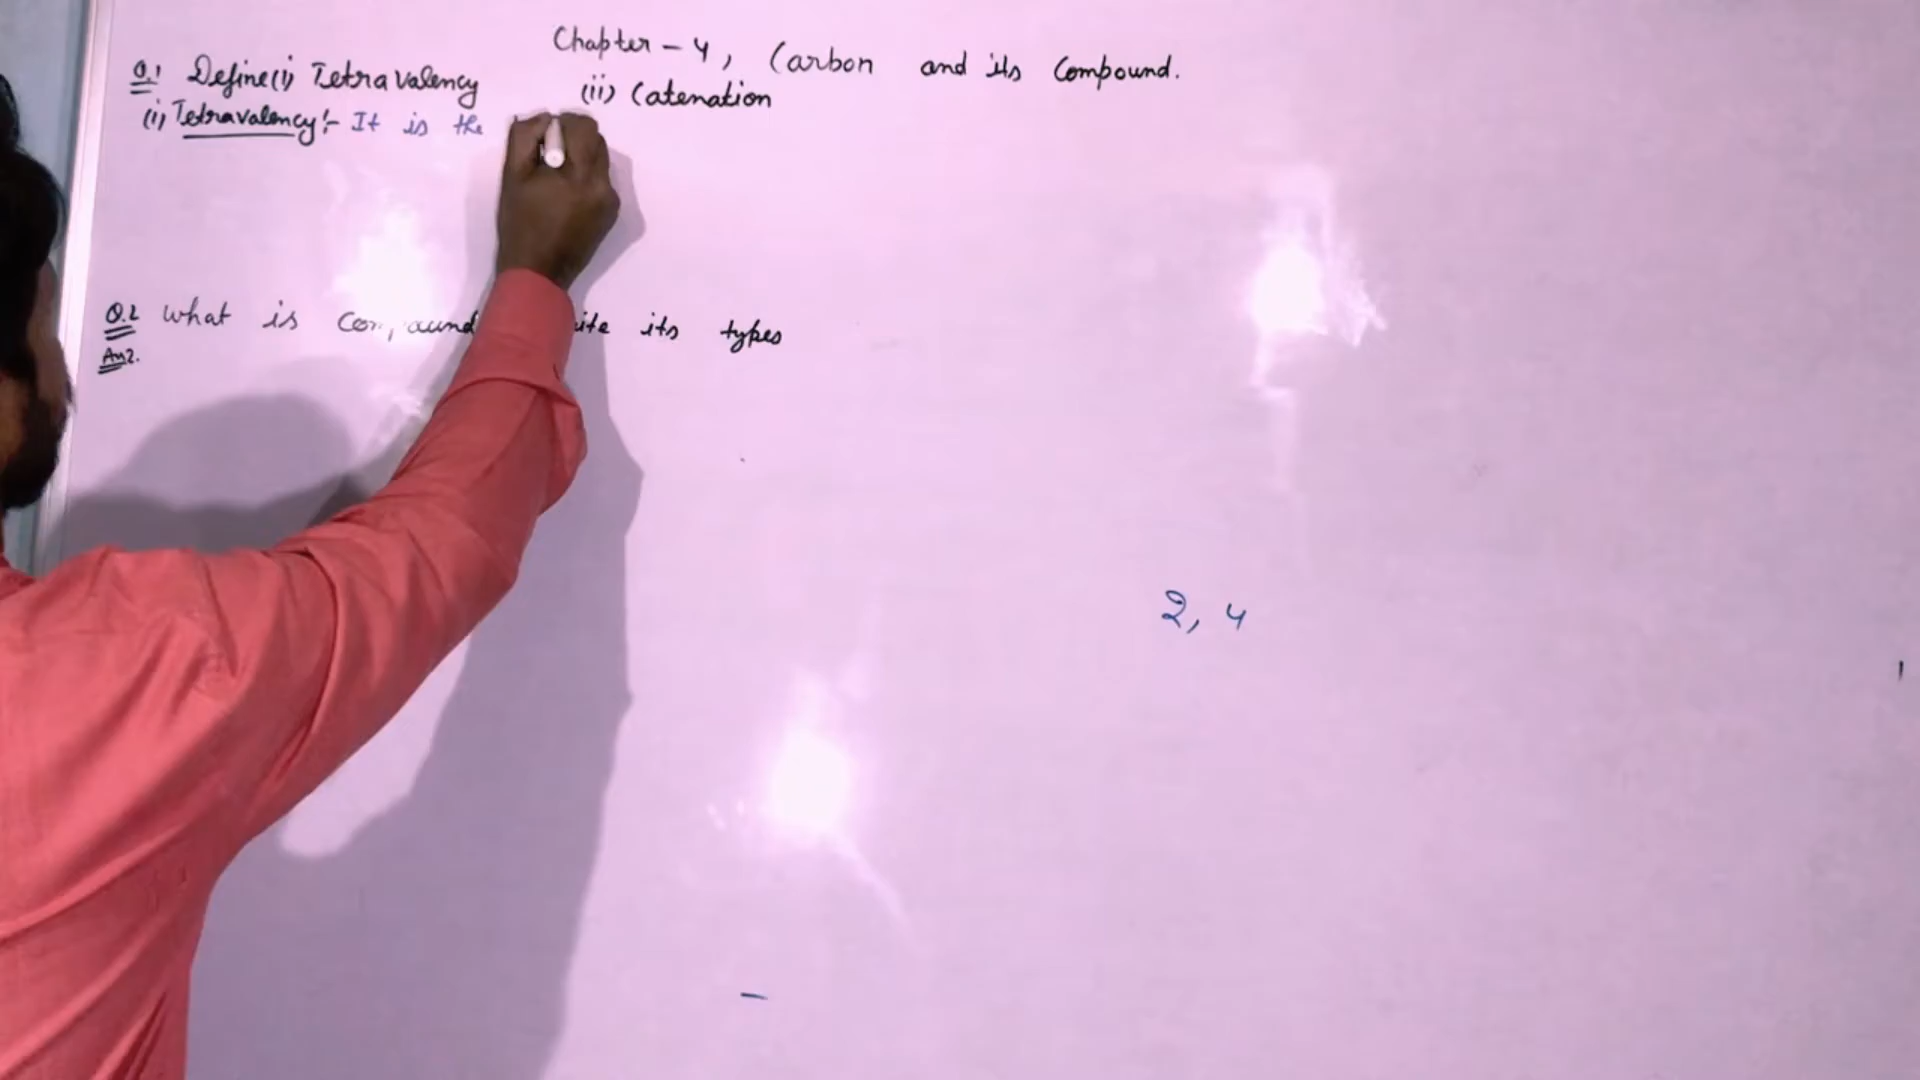 Chapter - 4, Carbon and its Compound.
Q.1 Define (i) Tetravalency (ii) Catenation
(i) Tetravalency :- It is the
Q.2 What is its types
Ans2.
2, 4